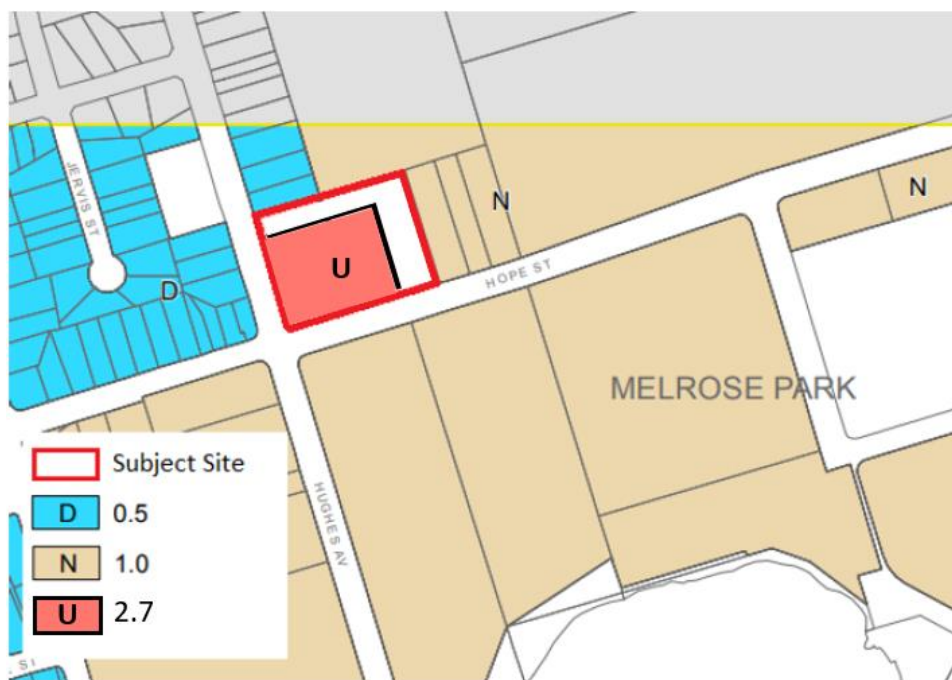 JERVIS ST
N
N
U
HOPE ST
D
MELROSE PARK
Subject Site
D 0.5
HUGHES AV
N 1.0
U 2.7